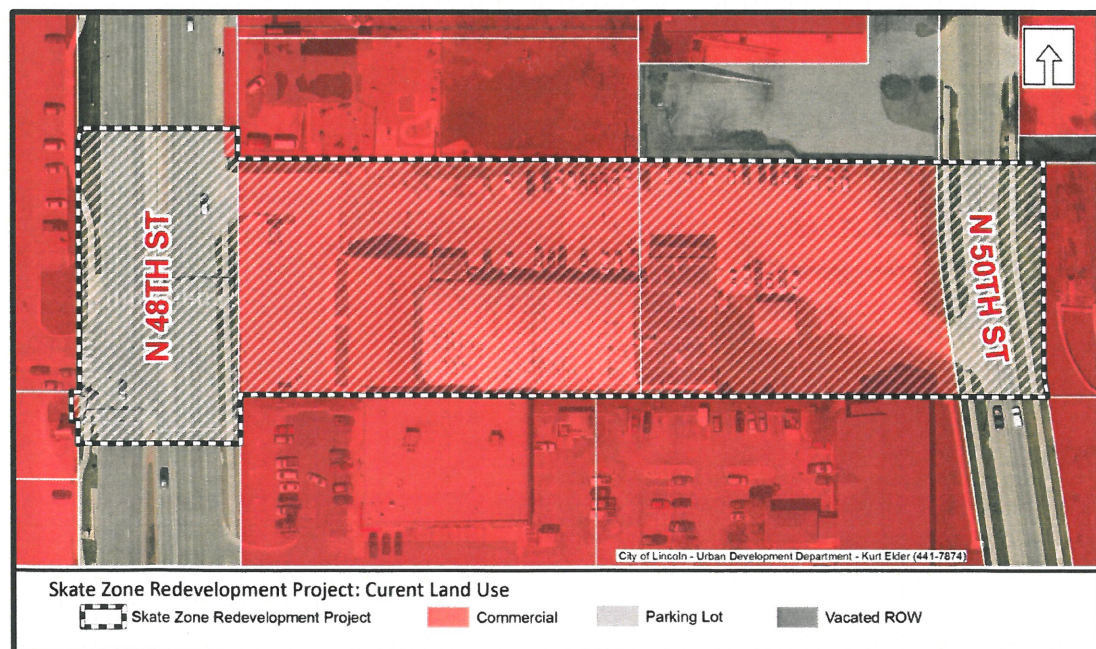 N 48TH ST
N 50TH ST
City of Lincoln - Urban Development Department - Kurt Elder (441-7874)
Skate Zone Redevelopment Project: Curent Land Use
Skate Zone Redevelopment Project
Commercial
Parking Lot
Vacated ROW